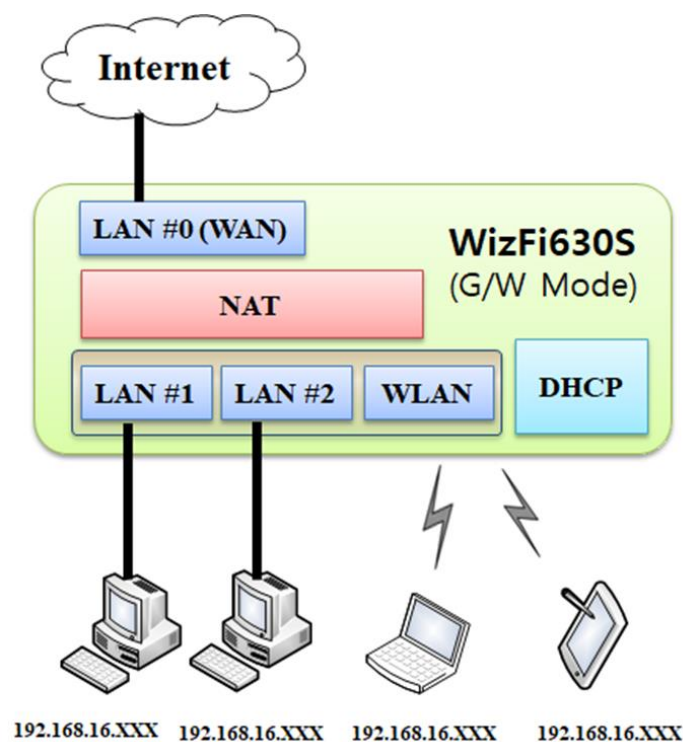 Internet
LAN #0 (WAN)
WizFi630S
(G/W Mode)
NAT
LAN #1
LAN #2
WLAN
DHCP
192.168.16.XXX
192.168.16.XXX
192.168.16.XXX
192.168.16.XXX